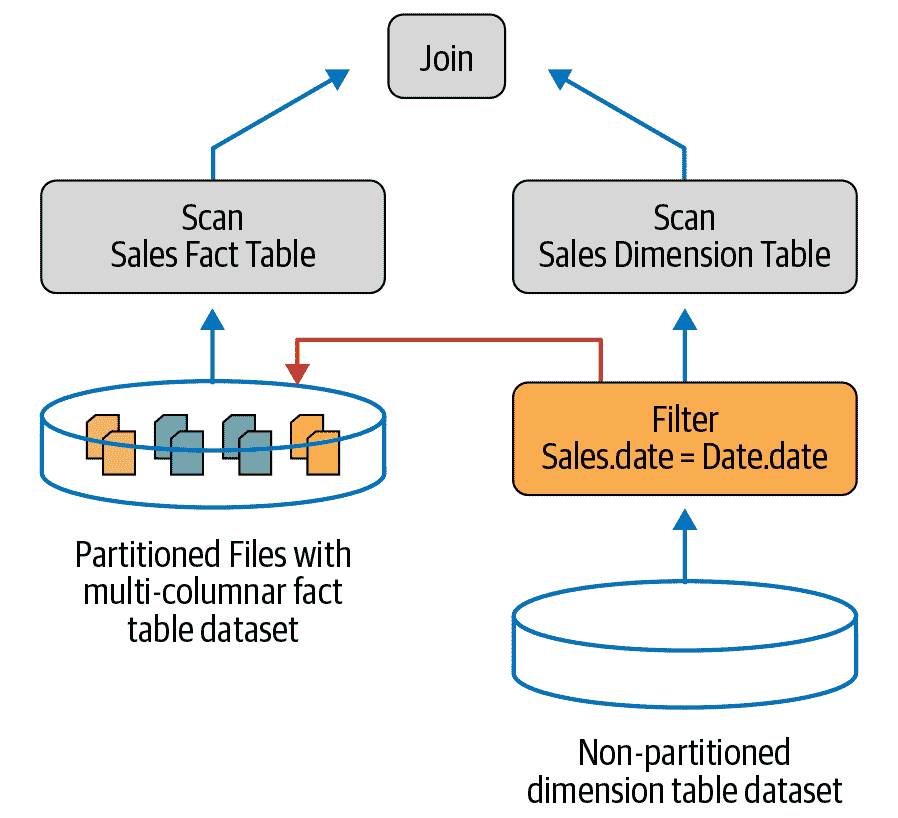 Join
Scan
Sales Fact Table
Scan
Sales Dimension Table
Filter
Sales.date = Date.date
Partitioned Files with
multi-columnar fact
table dataset
Non-partitioned
dimension table dataset